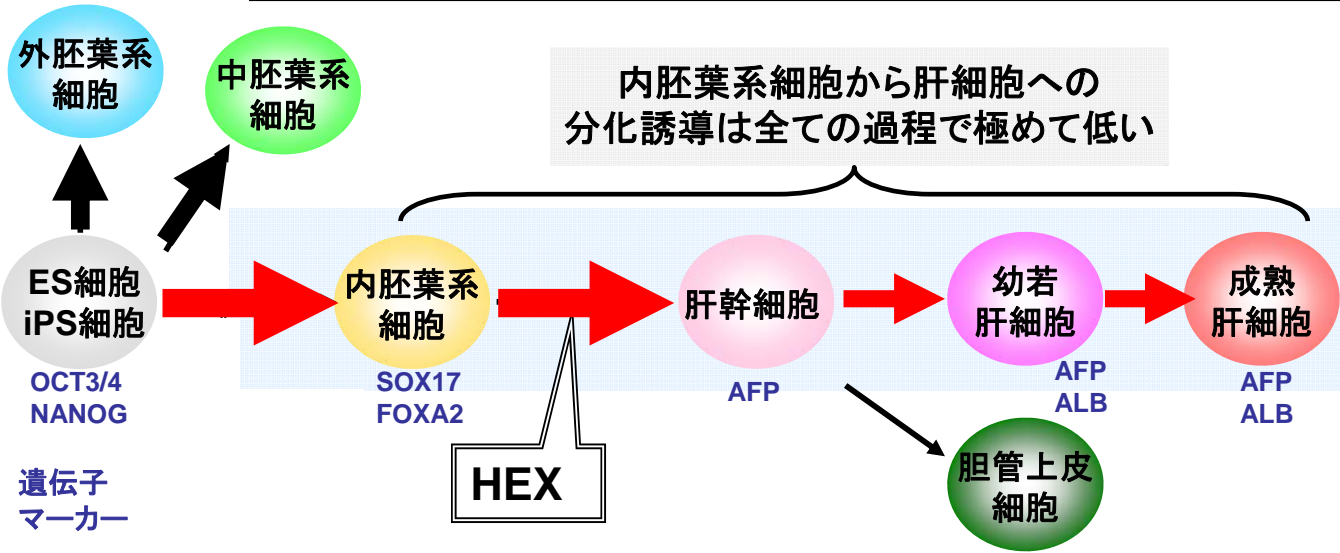 外胚葉系
細胞
中胚葉系
細胞
内胚葉系細胞から肝細胞への
分化誘導は全ての過程で極めて低い
ES細胞
iPS細胞
OCT3/4
NANOG
内胚葉系
細胞
SOX17
FOXA2
肝幹細胞
AFP
幼若
肝細胞
AFP
ALB
成熟
肝細胞
AFP
ALB
HEX
胆管上皮
細胞
遺伝子
マーカー